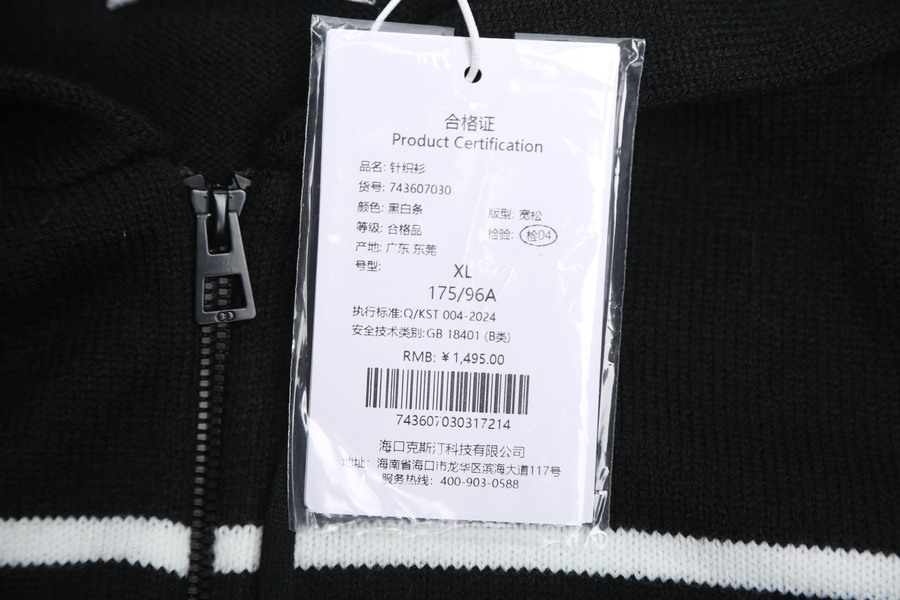 合格证
Product Certification
品名: 针织衫
货号: 743607030
颜色: 黑白条 版型: 宽松
等级: 合格品 检验: 检04
产地: 广东 东莞
号型: XL
175/96A
执行标准:Q/KST 004-2024
安全技术类别:GB 18401 (B类)
RMB: ¥ 1,495.00
743607030317214
海口克斯汀科技有限公司
地址: 海南省海口市龙华区滨海大道117号
服务热线: 400-903-0588